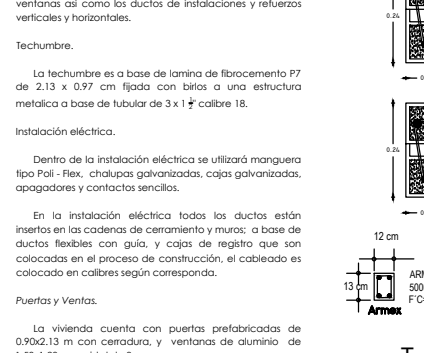 ventanas así como los ductos de instalaciones y refuerzos
verticales y horizontales.
Techumbre.
La techumbre es a base de lamina de fibrocemento P7
de 2.13 x 0.97 cm fijada con birlos a una estructura
metalica a base de tubular de 3 x 1 ½" calibre 18.
Instalación eléctrica.
Dentro de la instalación eléctrica se utilizará manguera
tipo Poli - Flex, chalupas galvanizadas, cajas galvanizadas,
apagadores y contactos sencillos.
En la instalación eléctrica todos los ductos están
insertos en las cadenas de cerramiento y muros; a base de
ductos flexibles con guía, y cajas de registro que son
colocadas en el proceso de construcción, el cableado es
colocado en calibres según corresponda.
Puertas y Ventas.
La vivienda cuenta con puertas prefabricadas de
0.90x2.13 m con cerradura, y ventanas de aluminio de
0.24
0.24
12 cm
13 cm
Armex
500
F´C=